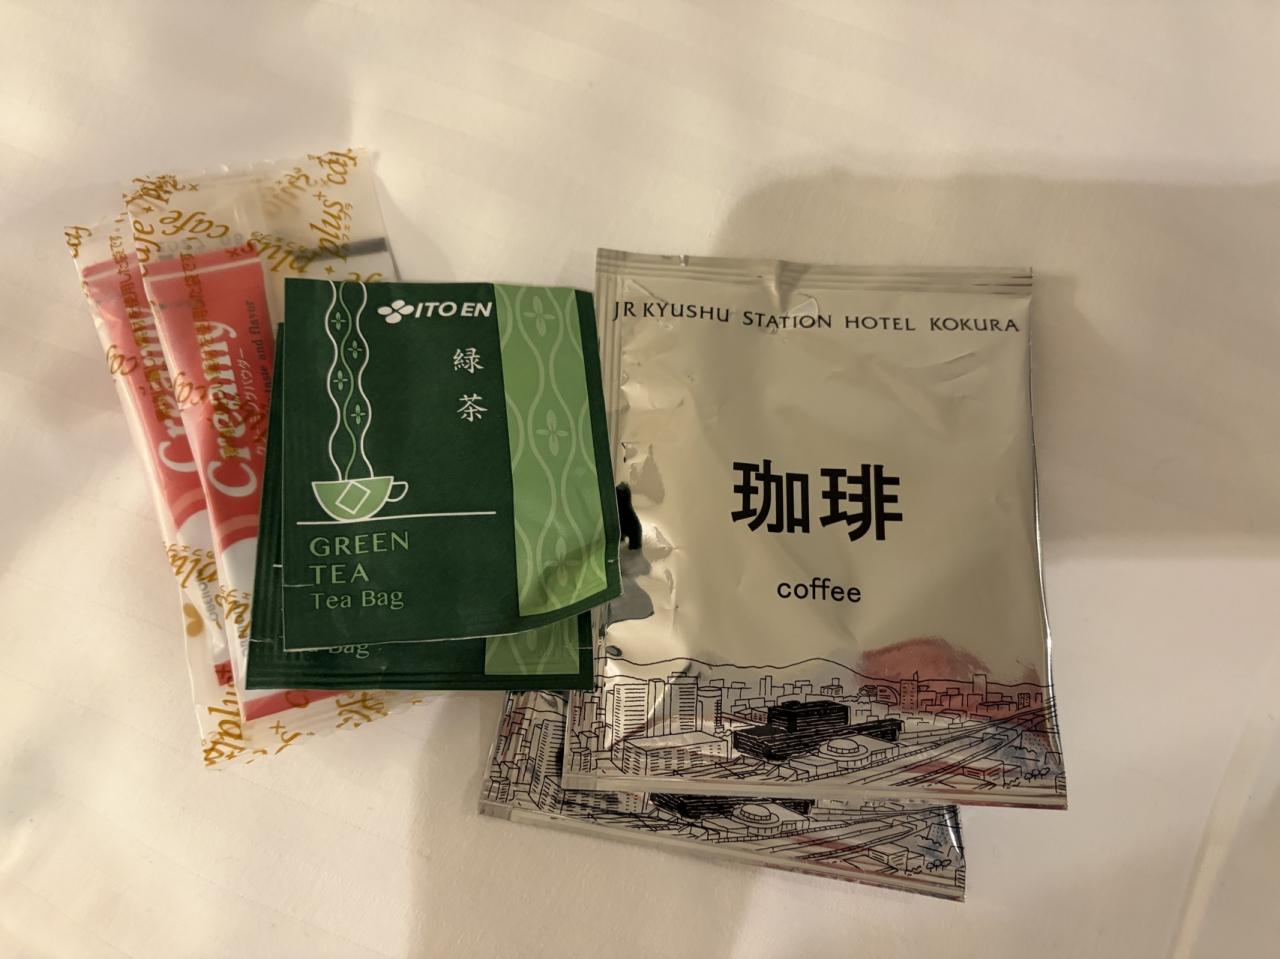 cafe
plus
Creamy
Creamy
ITO EN
緑茶
GREEN
TEA
Tea Bag
Bag
JR KYUSHU STATION HOTEL KOKURA
珈琲
coffee